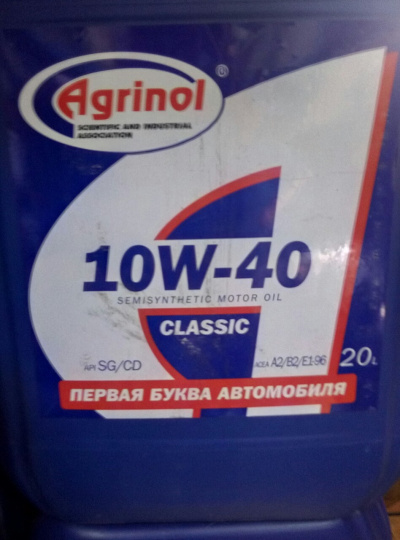 Agrinol ®
SCIENTIFIC AND INDUSTRIAL
ASSOCIATION
10W-40
SEMISYNTHETIC MOTOR OIL
CLASSIC
API SG/CD
ACEA A2/B2/E1-96
20L
ПЕРВАЯ БУКВА АВТОМОБИЛЯ